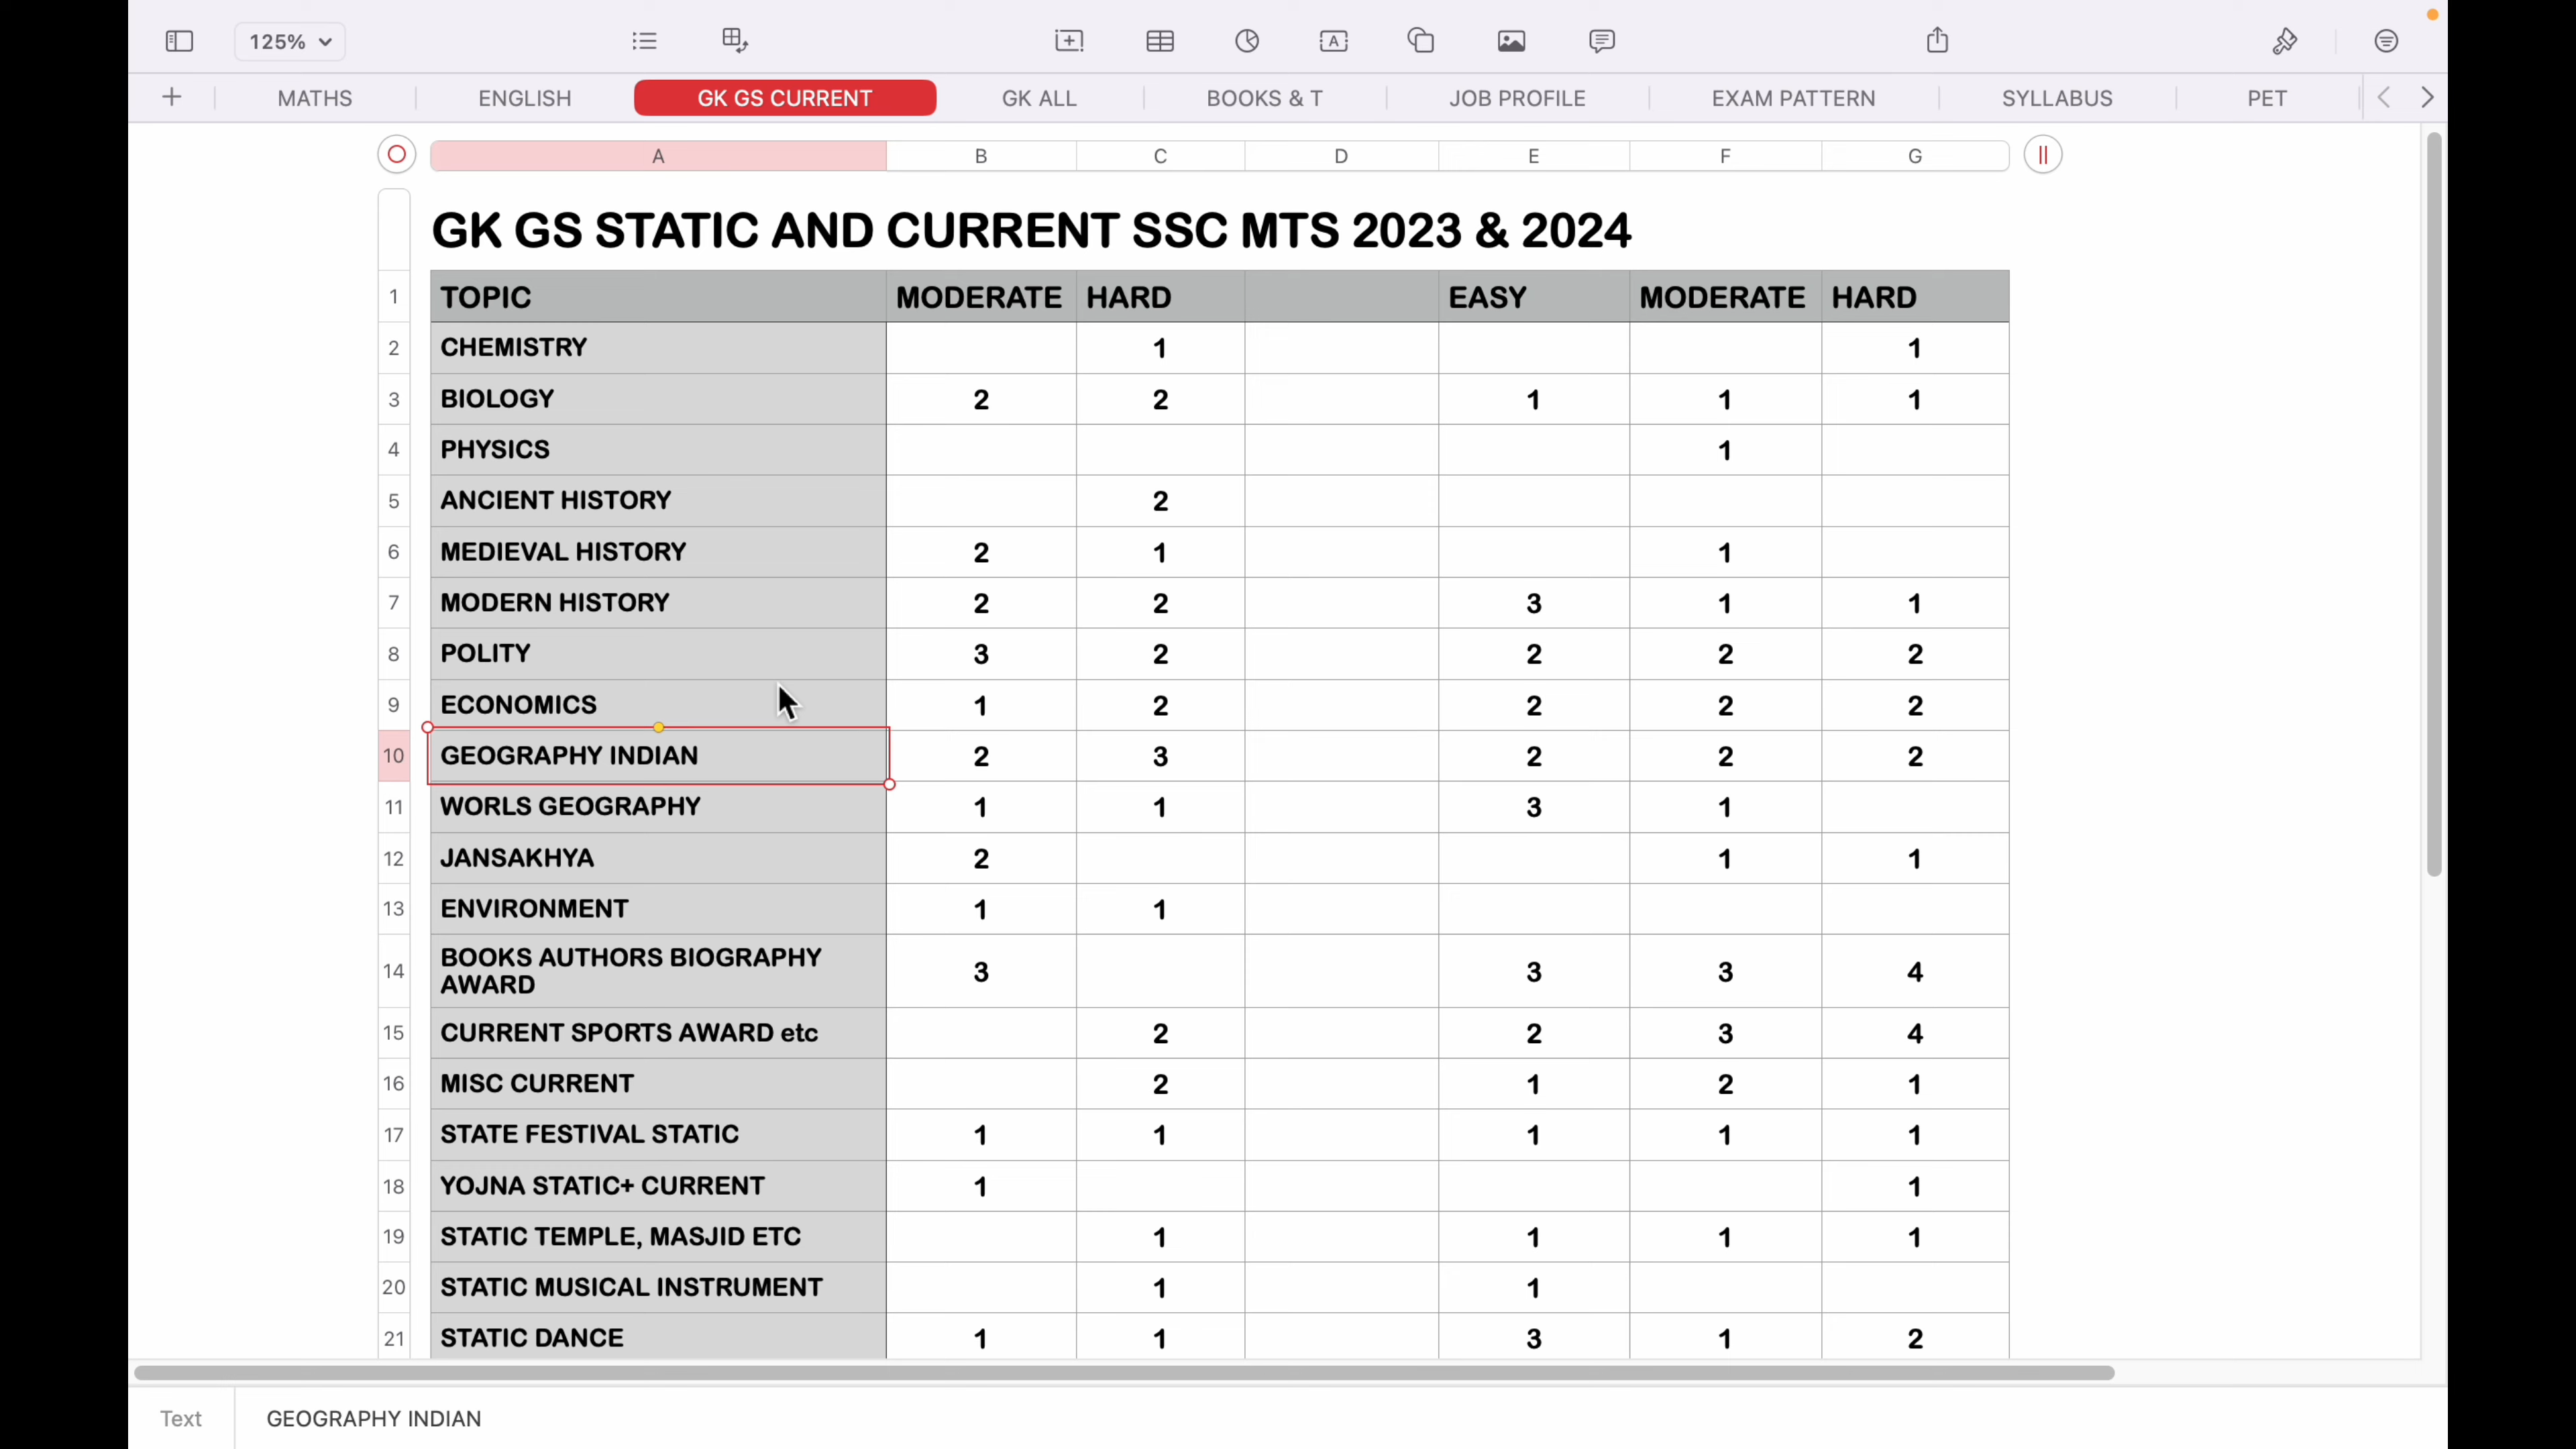 125%
MATHS ENGLISH GK GS CURRENT GK ALL BOOKS & T JOB PROFILE EXAM PATTERN SYLLABUS PET
A B C D E F G
GK GS STATIC AND CURRENT SSC MTS 2023 & 2024
1 TOPIC MODERATE HARD EASY MODERATE HARD
2 CHEMISTRY 1 1
3 BIOLOGY 2 2 1 1 1
4 PHYSICS 1
5 ANCIENT HISTORY 2
6 MEDIEVAL HISTORY 2 1 1
7 MODERN HISTORY 2 2 3 1 1
8 POLITY 3 2 2 2 2
9 ECONOMICS 1 2 2 2 2
10 GEOGRAPHY INDIAN 2 3 2 2 2
11 WORLS GEOGRAPHY 1 1 3 1
12 JANSAKHYA 2 1 1
13 ENVIRONMENT 1 1
14 BOOKS AUTHORS BIOGRAPHY
AWARD 3 3 3 4
15 CURRENT SPORTS AWARD etc 2 2 3 4
16 MISC CURRENT 2 1 2 1
17 STATE FESTIVAL STATIC 1 1 1 1 1
18 YOJNA STATIC+ CURRENT 1 1
19 STATIC TEMPLE, MASJID ETC 1 1 1 1
20 STATIC MUSICAL INSTRUMENT 1 1
21 STATIC DANCE 1 1 3 1 2
Text GEOGRAPHY INDIAN